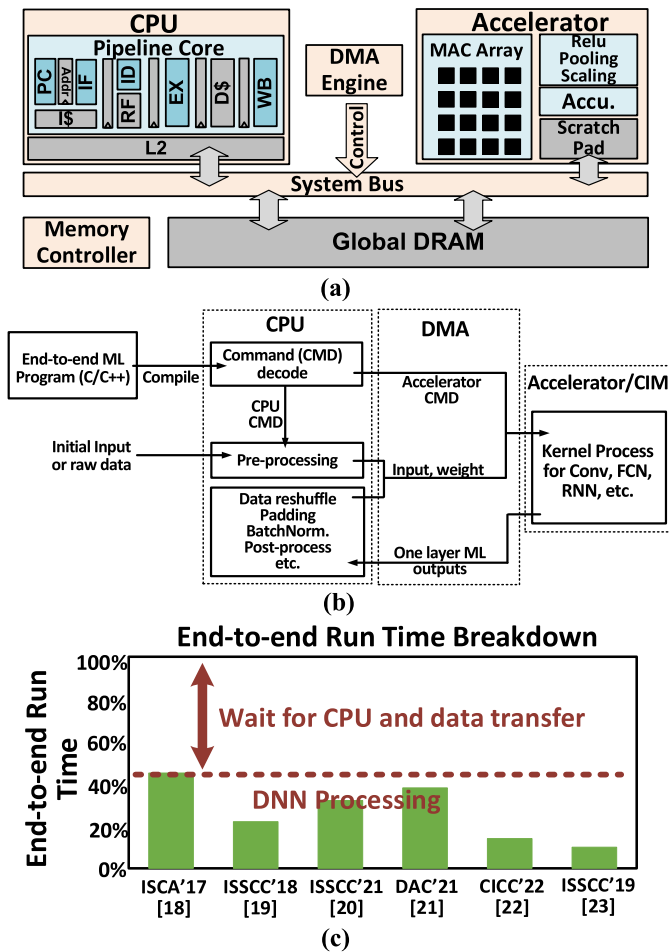 CPU
Pipeline Core
PC
Addr
IF
I$
ID
RF
EX
D$
WB
L2
DMA
Engine
Control
Accelerator
MAC Array
Relu
Pooling
Scaling
Accu.
Scratch
Pad
System Bus
Memory
Controller
Global DRAM
(a)
CPU
DMA
Accelerator/CIM
End-to-end ML
Program (C/C++)
Compile
Command (CMD)
decode
Accelerator
CMD
CPU
CMD
Initial Input
or raw data
Pre-processing
Input, weight
Kernel Process
for Conv, FCN,
RNN, etc.
Data reshuffle
Padding
BatchNorm.
Post-process
etc.
One layer ML
outputs
(b)
End-to-end Run Time Breakdown
End-to-end Run
Time
100%
80%
60%
40%
20%
0%
Wait for CPU and data transfer
DNN Processing
ISCA'17
[18]
ISSCC'18
[19]
ISSCC'21
[20]
DAC'21
[21]
CICC'22
[22]
ISSCC'19
[23]
(c)